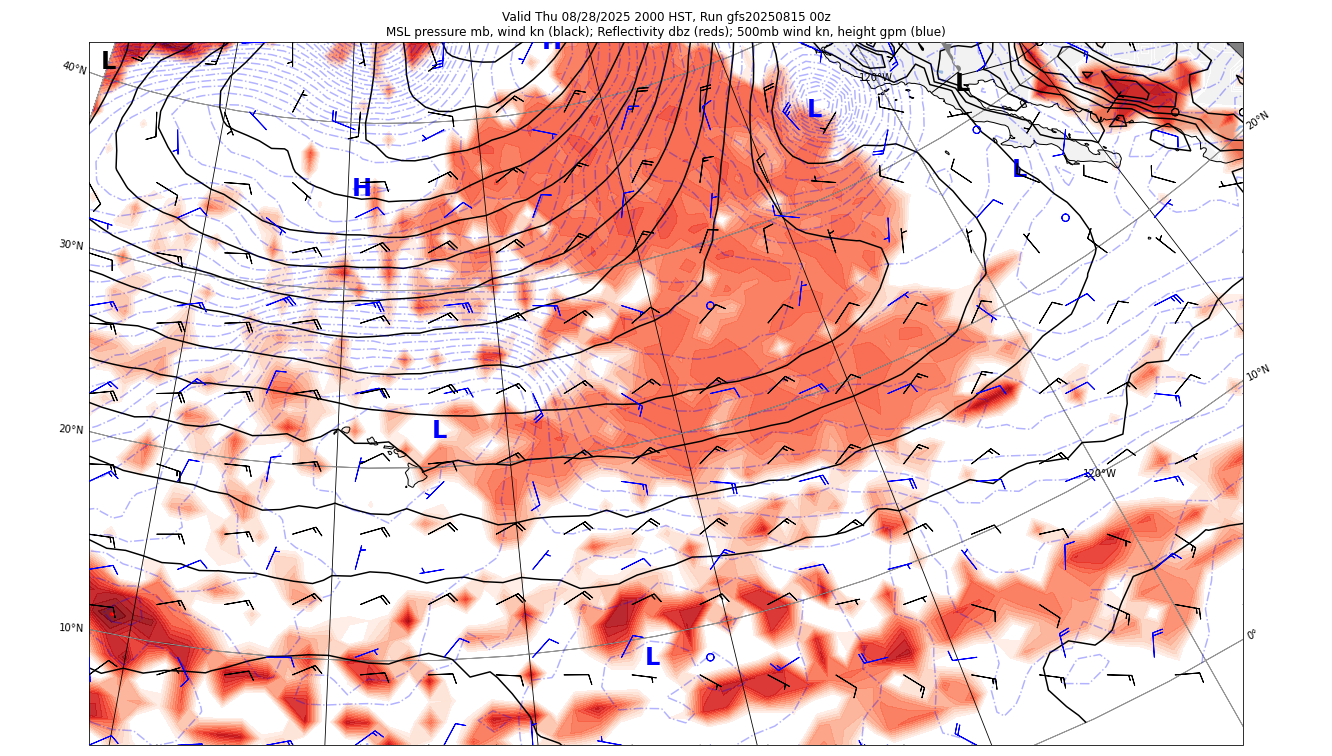 Valid Thu 08/28/2025 2000 HST, Run gfs20250815 00z
MSL pressure mb, wind kn (black); Reflectivity dbz (reds); 500mb wind kn, height gpm (blue)
H
L
40°N
120°W
L
L
20°N
L
H
30°N
10°N
L
20°N
120°W
10°N
0°
L